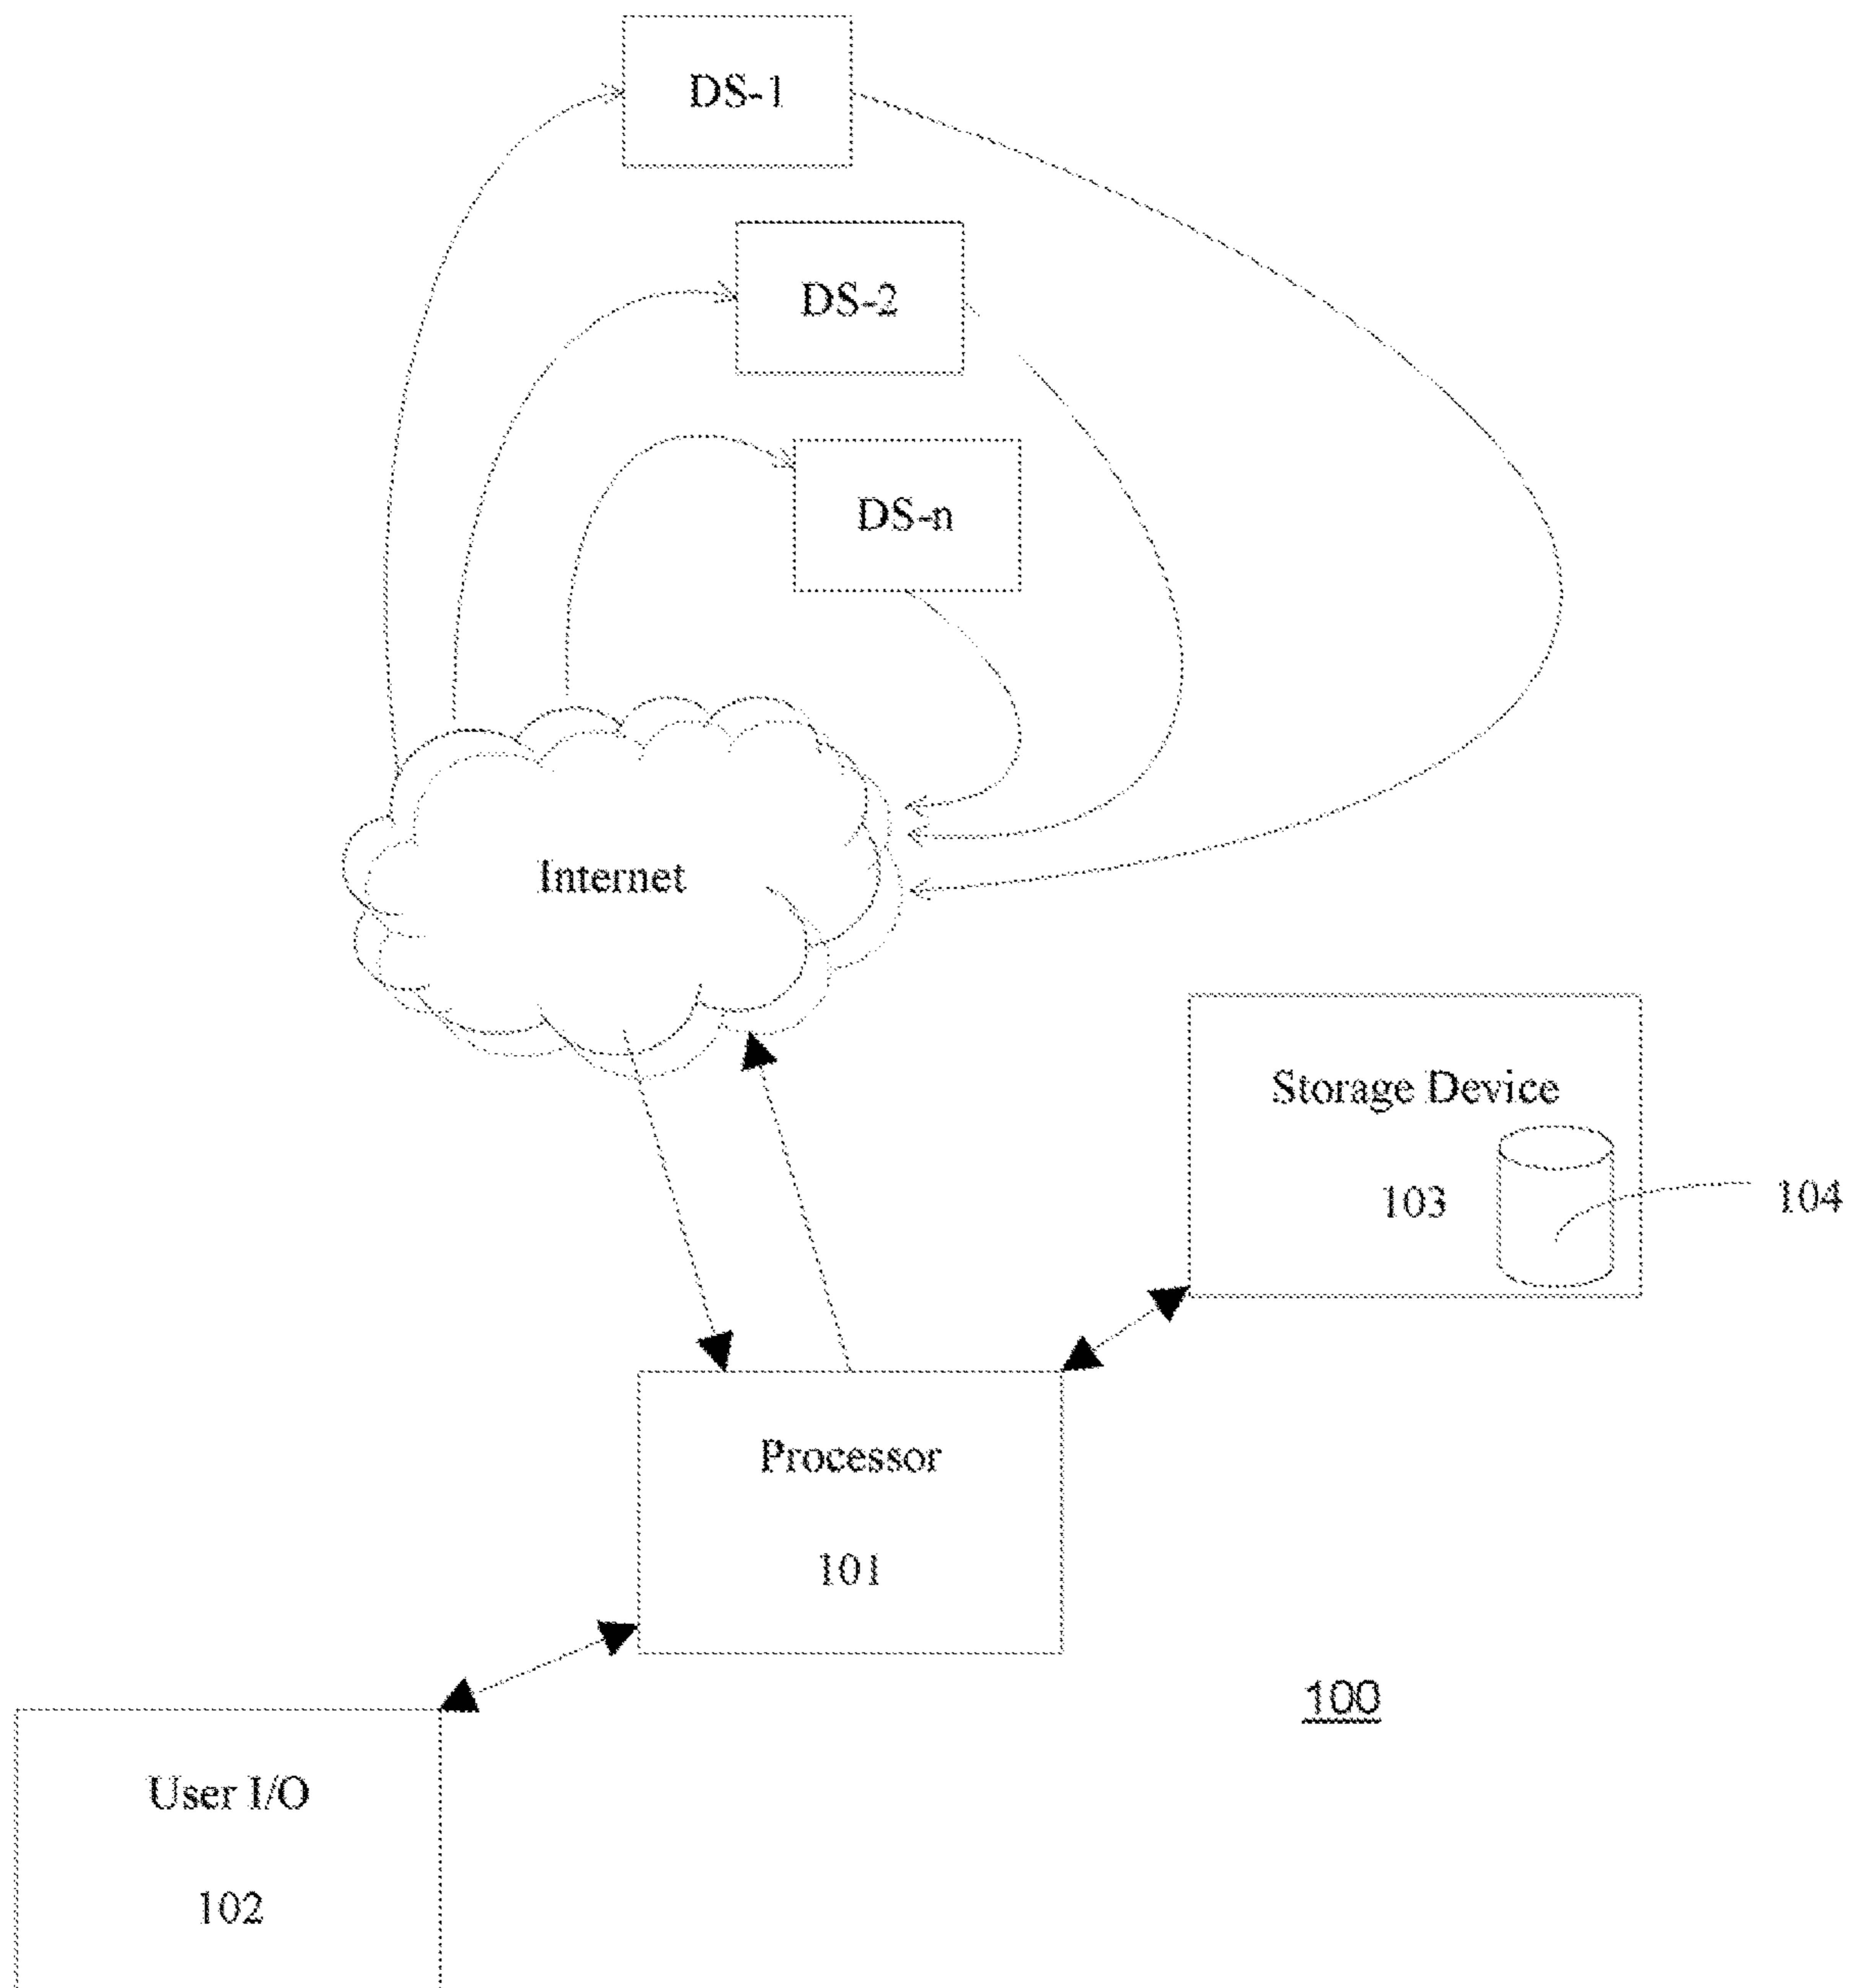 DS-1
DS-2
DS-n
Internet
Storage Device
103
104
Processor
101
100
User I/O
102